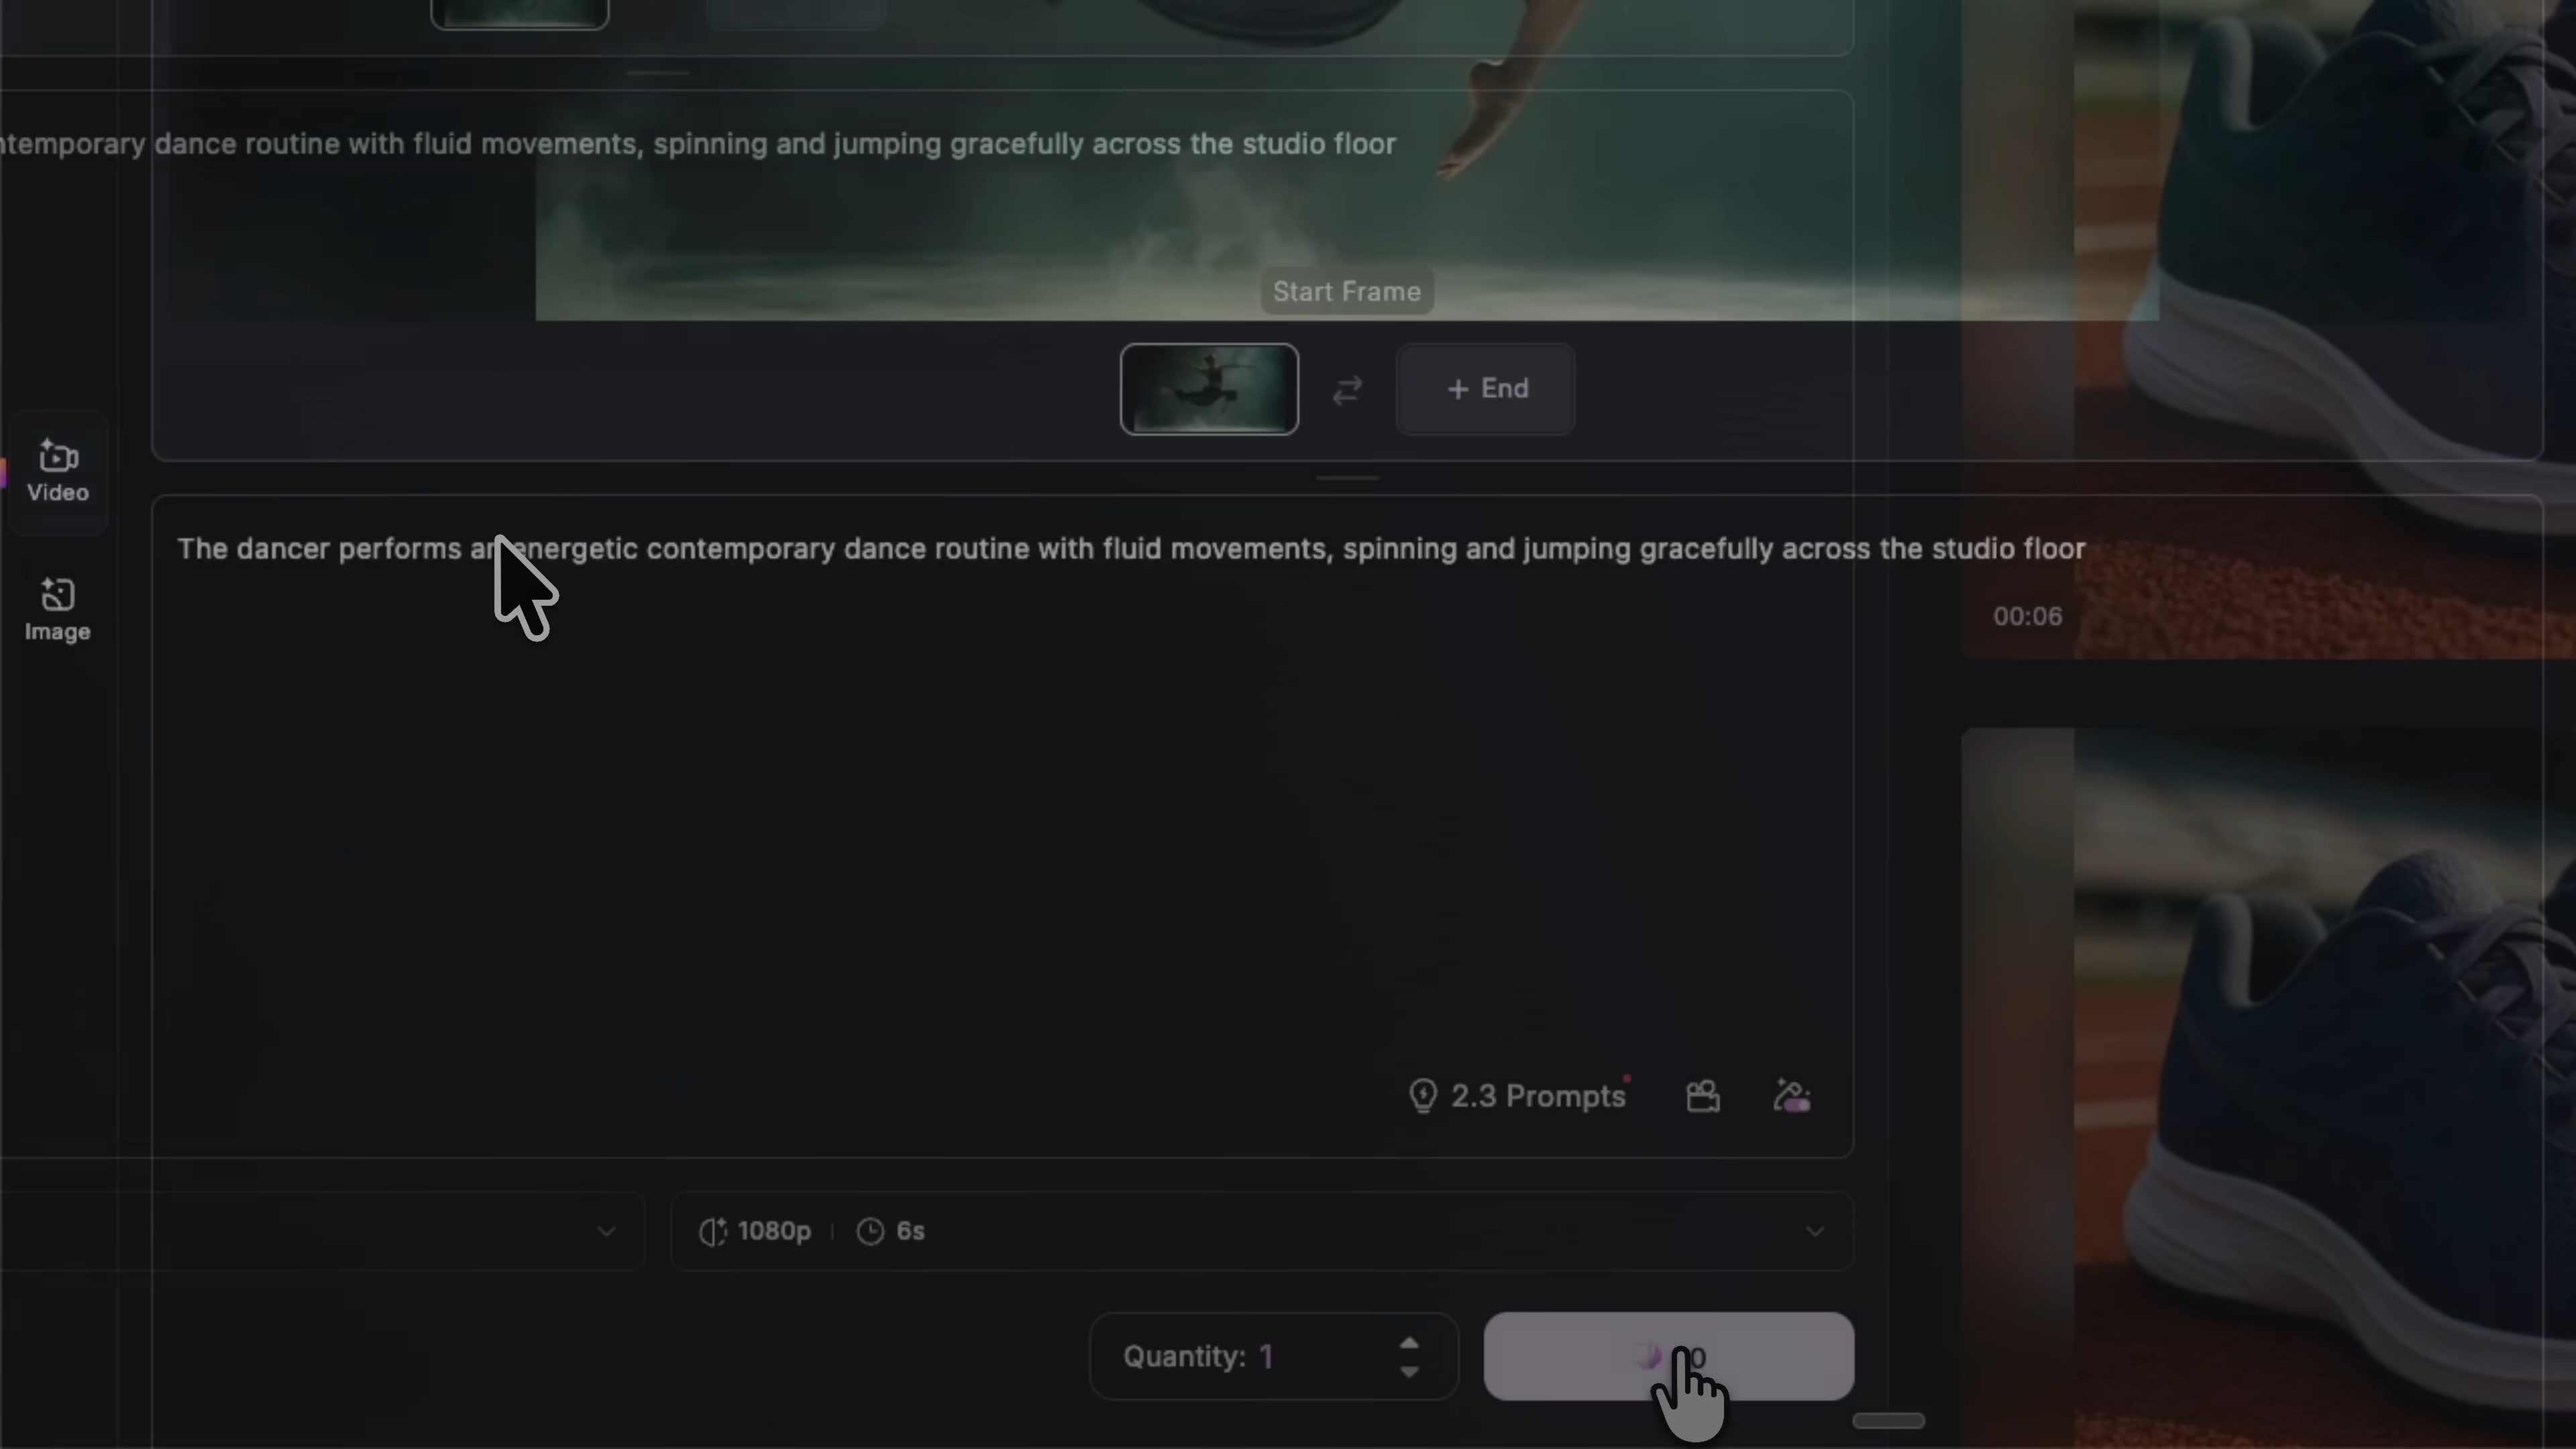 ntemporary dance routine with fluid movements, spinning and jumping gracefully across the studio floor
Start Frame
+ End
Video
The dancer performs an energetic contemporary dance routine with fluid movements, spinning and jumping gracefully across the studio floor
Image
00:06
2.3 Prompts
1080p | 6s
Quantity: 1